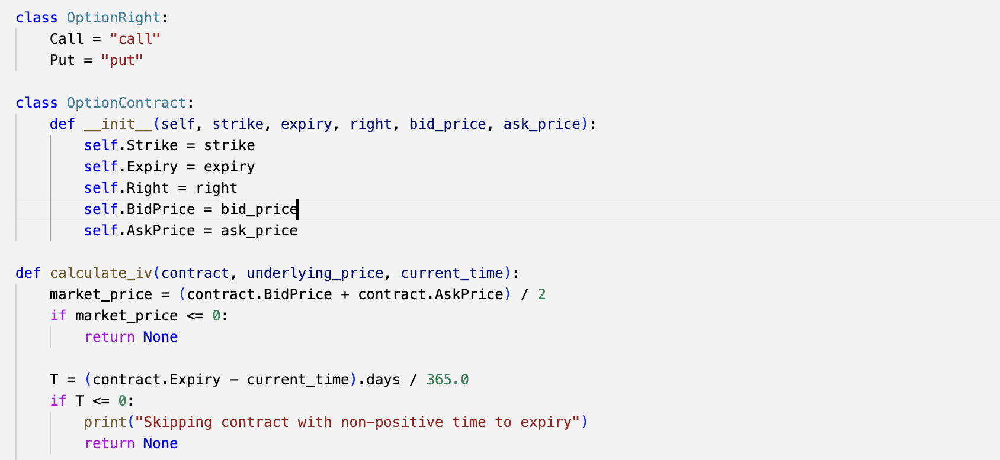 class OptionRight:
    Call = "call"
    Put = "put"

class OptionContract:
    def __init__(self, strike, expiry, right, bid_price, ask_price):
        self.Strike = strike
        self.Expiry = expiry
        self.Right = right
        self.BidPrice = bid_price
        self.AskPrice = ask_price

def calculate_iv(contract, underlying_price, current_time):
    market_price = (contract.BidPrice + contract.AskPrice) / 2
    if market_price <= 0:
        return None

    T = (contract.Expiry - current_time).days / 365.0
    if T <= 0:
        print("Skipping contract with non-positive time to expiry")
        return None